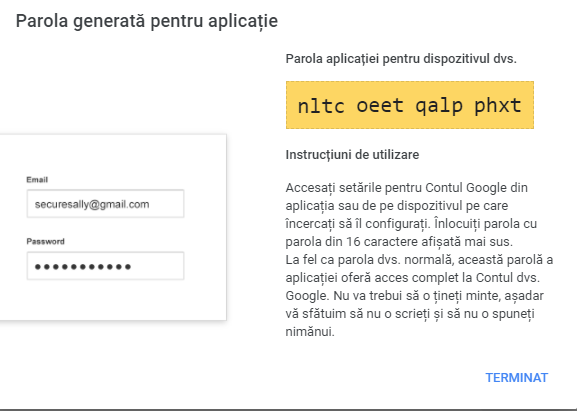 Parola generată pentru aplicație
Parola aplicației pentru dispozitivul dvs.
nltc oeet qalp phxt
Email
securesally@gmail.com
Password
Instrucțiuni de utilizare
Accesați setările pentru Contul Google din
aplicația sau de pe dispozitivul pe care
încercați să îl configurați. Înlocuiți parola cu
parola din 16 caractere afișată mai sus.
La fel ca parola dvs. normală, această parolă a
aplicației oferă acces complet la Contul dvs.
Google. Nu va trebui să o țineți minte, așadar
vă sfătuim să nu o scrieți și să nu o spuneți
nimănui.
TERMINAT